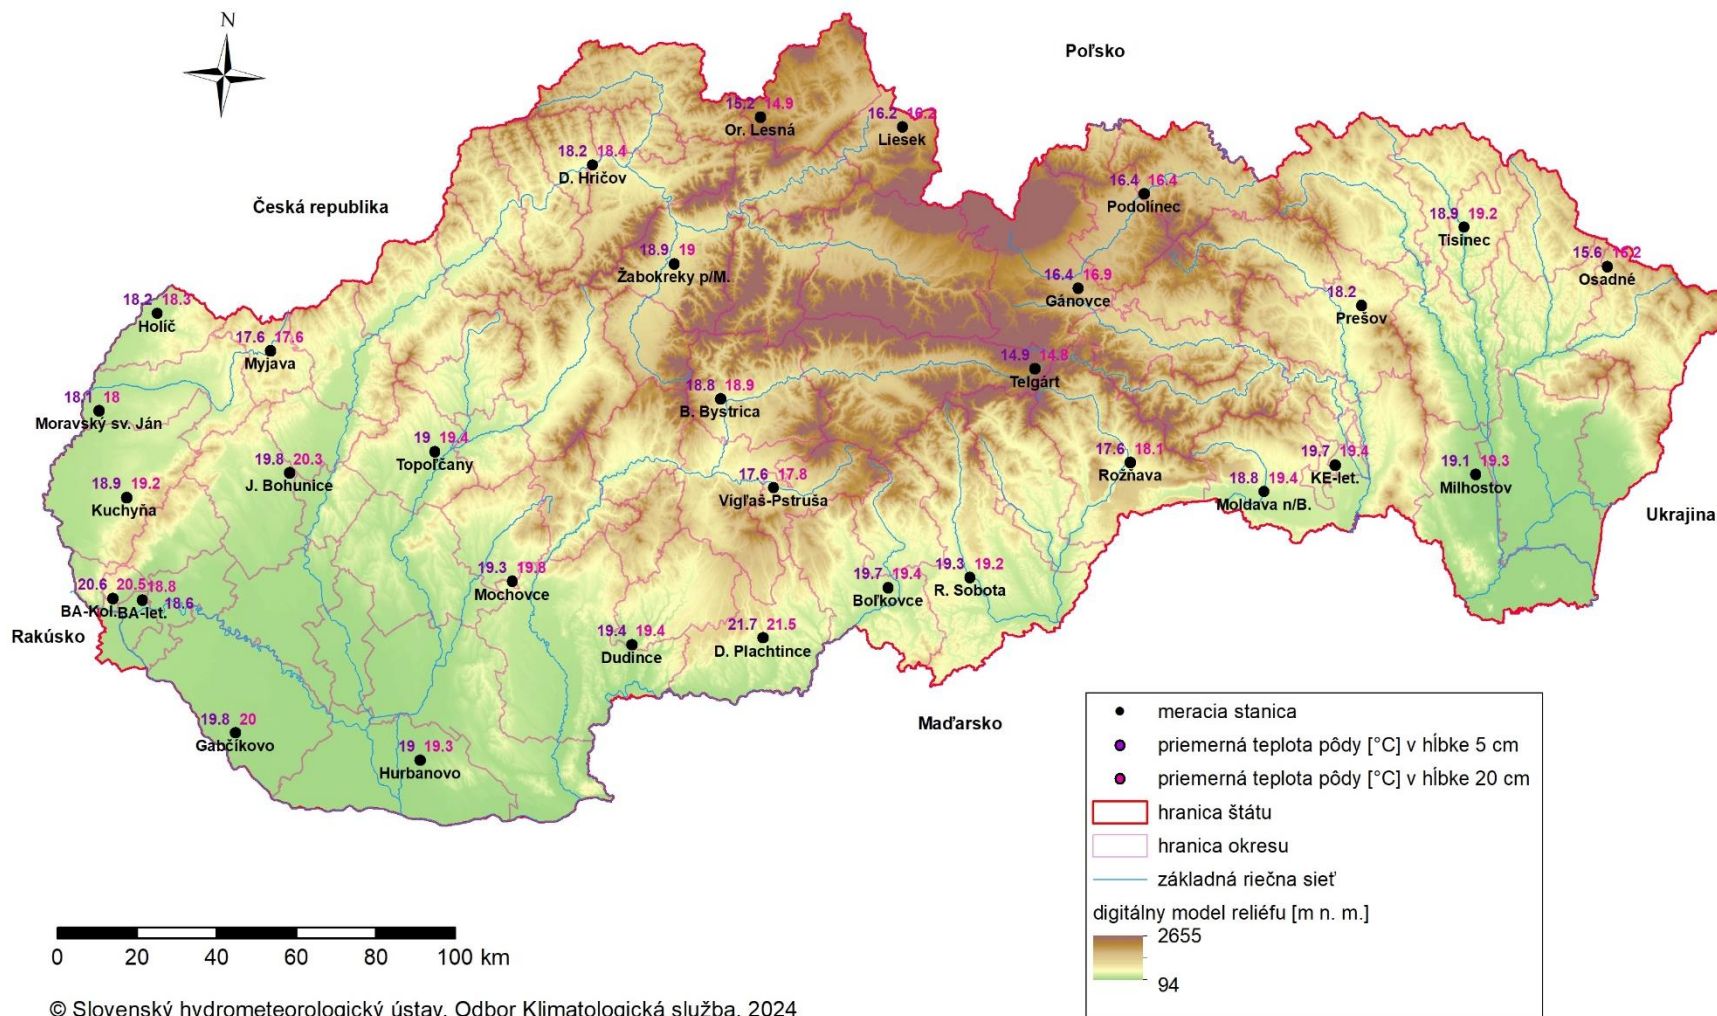 N
Poľsko
15.2 14.9
Or. Lesná
16.2 16.2
Liesek
18.2 18.4
D. Hričov
Česká republika
16.4 16.4
Podolínec
18.9 19.2
Tisinec
18.9 19
Žabokreky p/M.
15.6 16.2
Osadné
16.4 16.9
Gánovce
18.2 18.3
Holíč
18.2
Prešov
17.6 17.6
Myjava
14.9 14.8
Telgárt
18.8 18.9
B. Bystrica
18.1 18
Moravský sv. Ján
19 19.4
Topoľčany
19.8 20.3
J. Bohunice
17.6 18.1
Rožňava
19.7 19.4
KE-let.
19.1 19.3
Milhostov
18.9 19.2
Kuchyňa
17.6 17.8
Vigľaš-Pstruša
18.8 19.4
Moldava n/B.
Ukrajina
19.3 19.8
Mochovce
19.7 19.4
Boľkovce
19.3 19.2
R. Sobota
20.6 20.5 18.8
BA-Kol. BA-let. 18.6
Rakúsko
19.4 19.4
Dudince
21.7 21.5
D. Plachtince
Maďarsko
19.8 20
Gabčíkovo
19 19.3
Hurbanovo
meracia stanica
priemerná teplota pôdy [°C] v hĺbke 5 cm
priemerná teplota pôdy [°C] v hĺbke 20 cm
hranica štátu
hranica okresu
základná riečna sieť
digitálny model reliéfu [m n. m.]
2655
94
0 20 40 60 80 100 km
© Slovenský hydrometeorologický ústav, Odbor Klimatologická služba, 2024